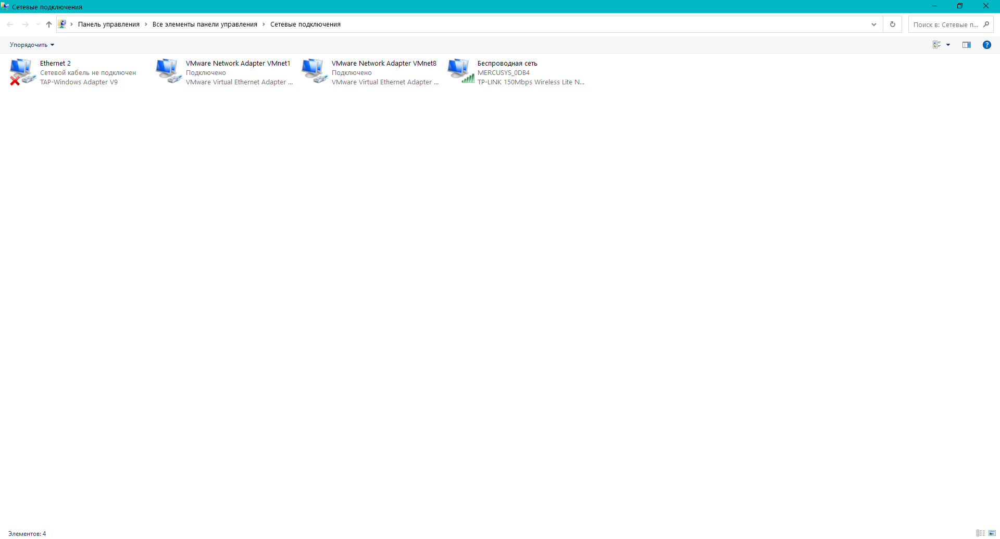 Сетевые подключения
Панель управления › Все элементы панели управления › Сетевые подключения
Поиск в: Сетевые п...
Упорядочить
Ethernet 2
Сетевой кабель не подключен
TAP-Windows Adapter V9
VMware Network Adapter VMnet1
Подключено
VMware Virtual Ethernet Adapter ...
VMware Network Adapter VMnet8
Подключено
VMware Virtual Ethernet Adapter ...
Беспроводная сеть
MERCUSYS_0DB4
TP-LINK 150Mbps Wireless Lite N...
Элементов: 4